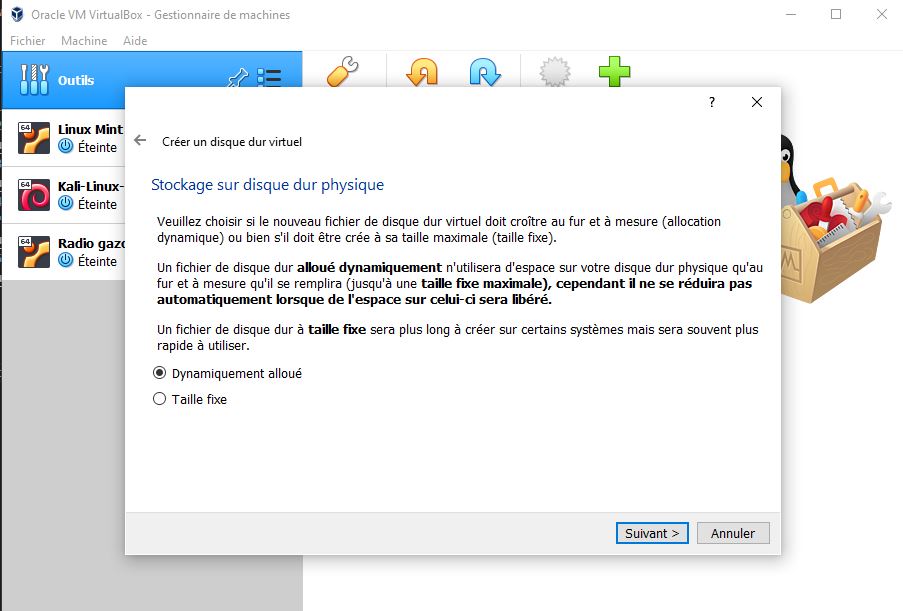 Oracle VM VirtualBox - Gestionnaire de machines
Fichier Machine Aide
Outils
Linux Mint
64
Éteinte
Kali-Linux-
64
Éteinte
Radio gazo
64
Éteinte
?
Créer un disque dur virtuel
Stockage sur disque dur physique
Veuillez choisir si le nouveau fichier de disque dur virtuel doit croître au fur et à mesure (allocation
dynamique) ou bien s'il doit être crée à sa taille maximale (taille fixe).
Un fichier de disque dur alloué dynamiquement n'utilisera d'espace sur votre disque dur physique qu'au
fur et à mesure qu'il se remplira (jusqu'à une taille fixe maximale), cependant il ne se réduira pas
automatiquement lorsque de l'espace sur celui-ci sera libéré.
Un fichier de disque dur à taille fixe sera plus long à créer sur certains systèmes mais sera souvent plus
rapide à utiliser.
Dynamiquement alloué
Taille fixe
Suivant > Annuler